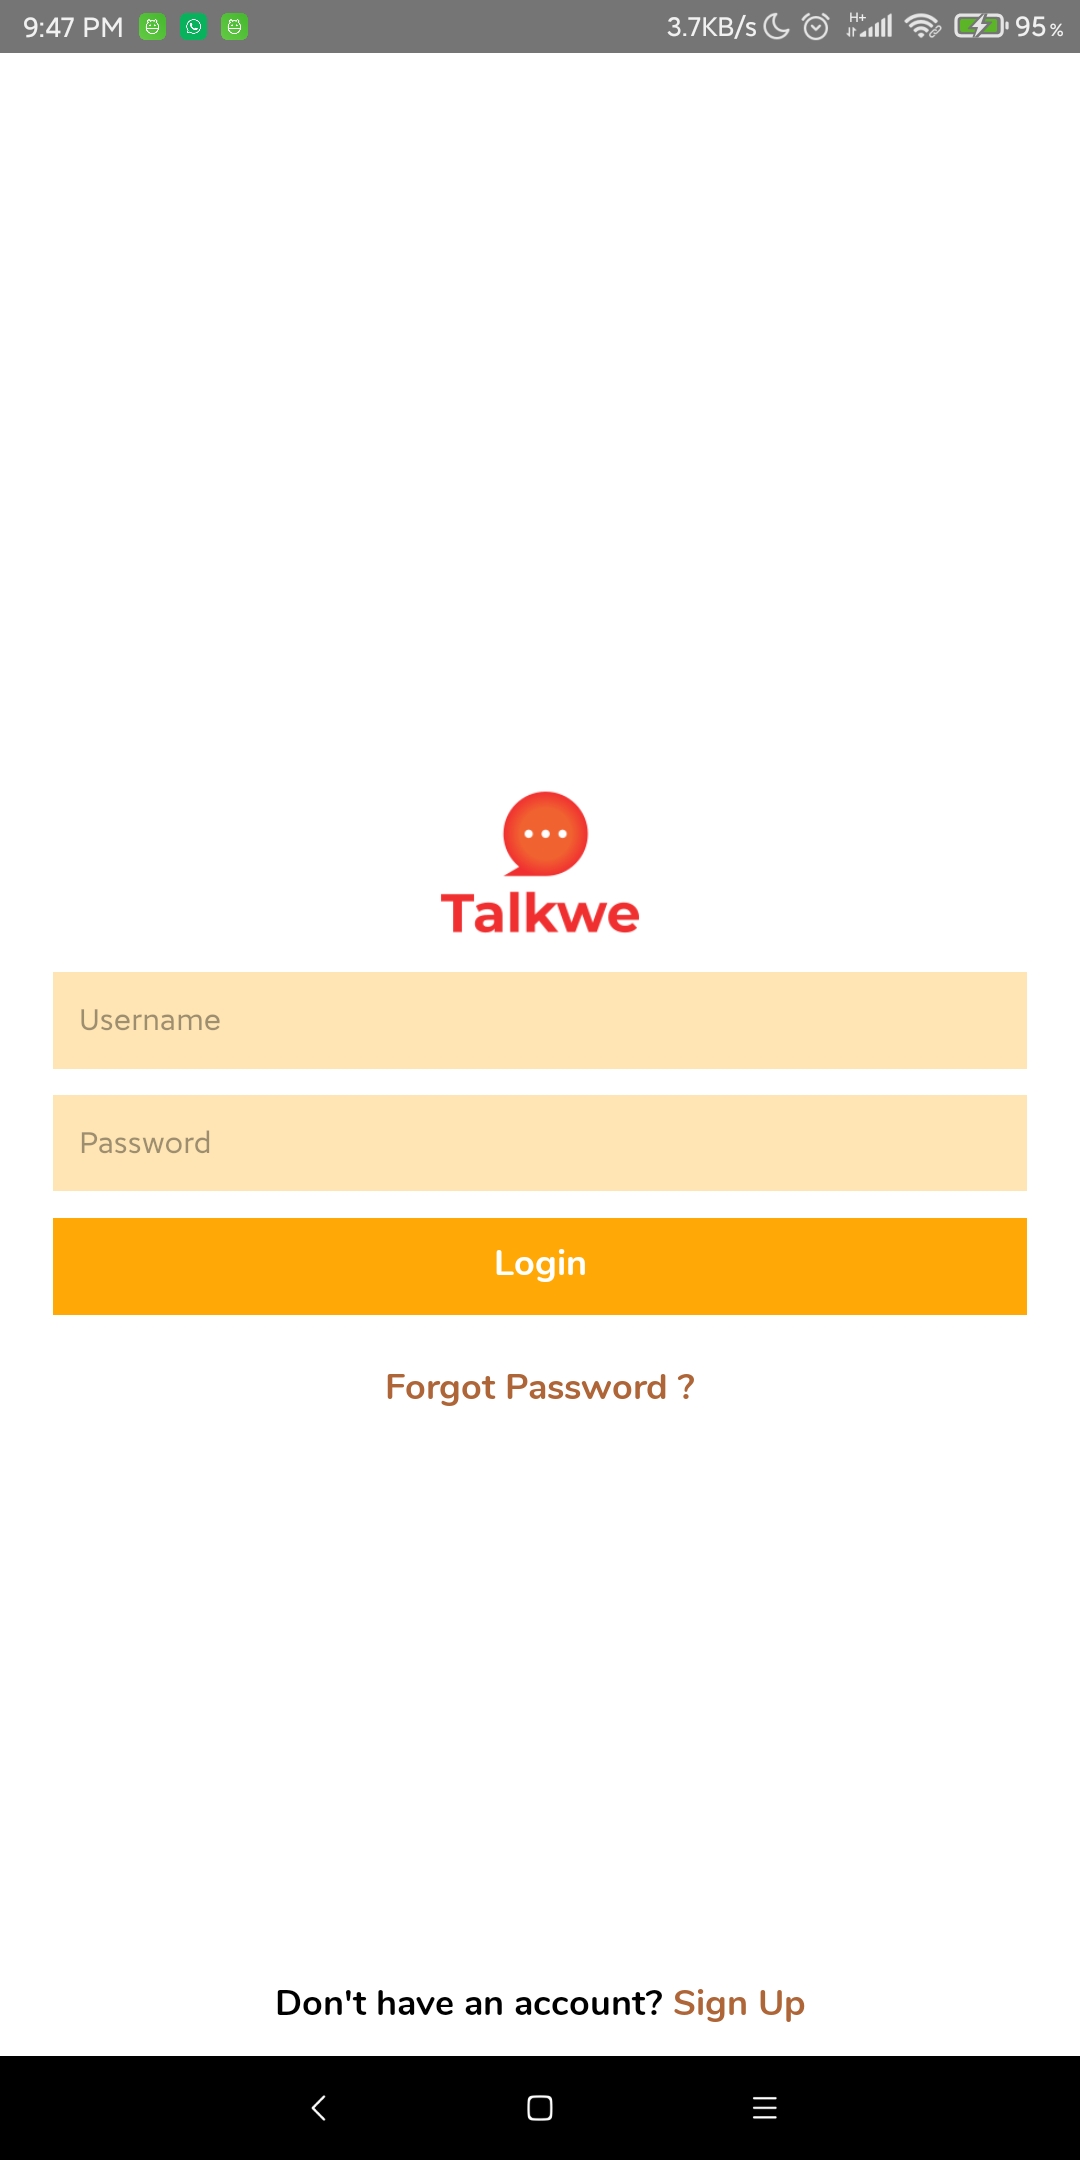 9:47 PM 3.7KB/s H+ 95%
Talkwe
Username
Password
Login
Forgot Password ?
Don't have an account? Sign Up